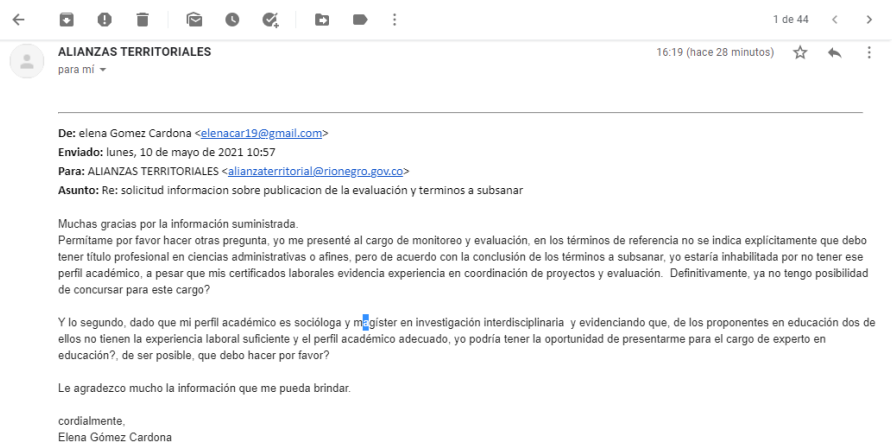 1 de 44
ALIANZAS TERRITORIALES
16:19 (hace 28 minutos)
para mí
De: elena Gomez Cardona <elenacar19@gmail.com>
Enviado: lunes, 10 de mayo de 2021 10:57
Para: ALIANZAS TERRITORIALES <alianzaterritorial@rionegro.gov.co>
Asunto: Re: solicitud informacion sobre publicacion de la evaluación y terminos a subsanar
Muchas gracias por la información suministrada.
Permítame por favor hacer otras pregunta, yo me presenté al cargo de monitoreo y evaluación, en los términos de referencia no se indica explícitamente que debo
tener título profesional en ciencias administrativas o afines, pero de acuerdo con la conclusión de los términos a subsanar, yo estaría inhabilitada por no tener ese
perfil académico, a pesar que mis certificados laborales evidencia experiencia en coordinación de proyectos y evaluación. Definitivamente, ya no tengo posibilidad
de concursar para este cargo?
Y lo segundo, dado que mi perfil académico es socióloga y magíster en investigación interdisciplinaria y evidenciando que, de los proponentes en educación dos de
ellos no tienen la experiencia laboral suficiente y el perfil académico adecuado, yo podría tener la oportunidad de presentarme para el cargo de experto en
educación?, de ser posible, que debo hacer por favor?
Le agradezco mucho la información que me pueda brindar.
cordialmente,
Elena Gómez Cardona